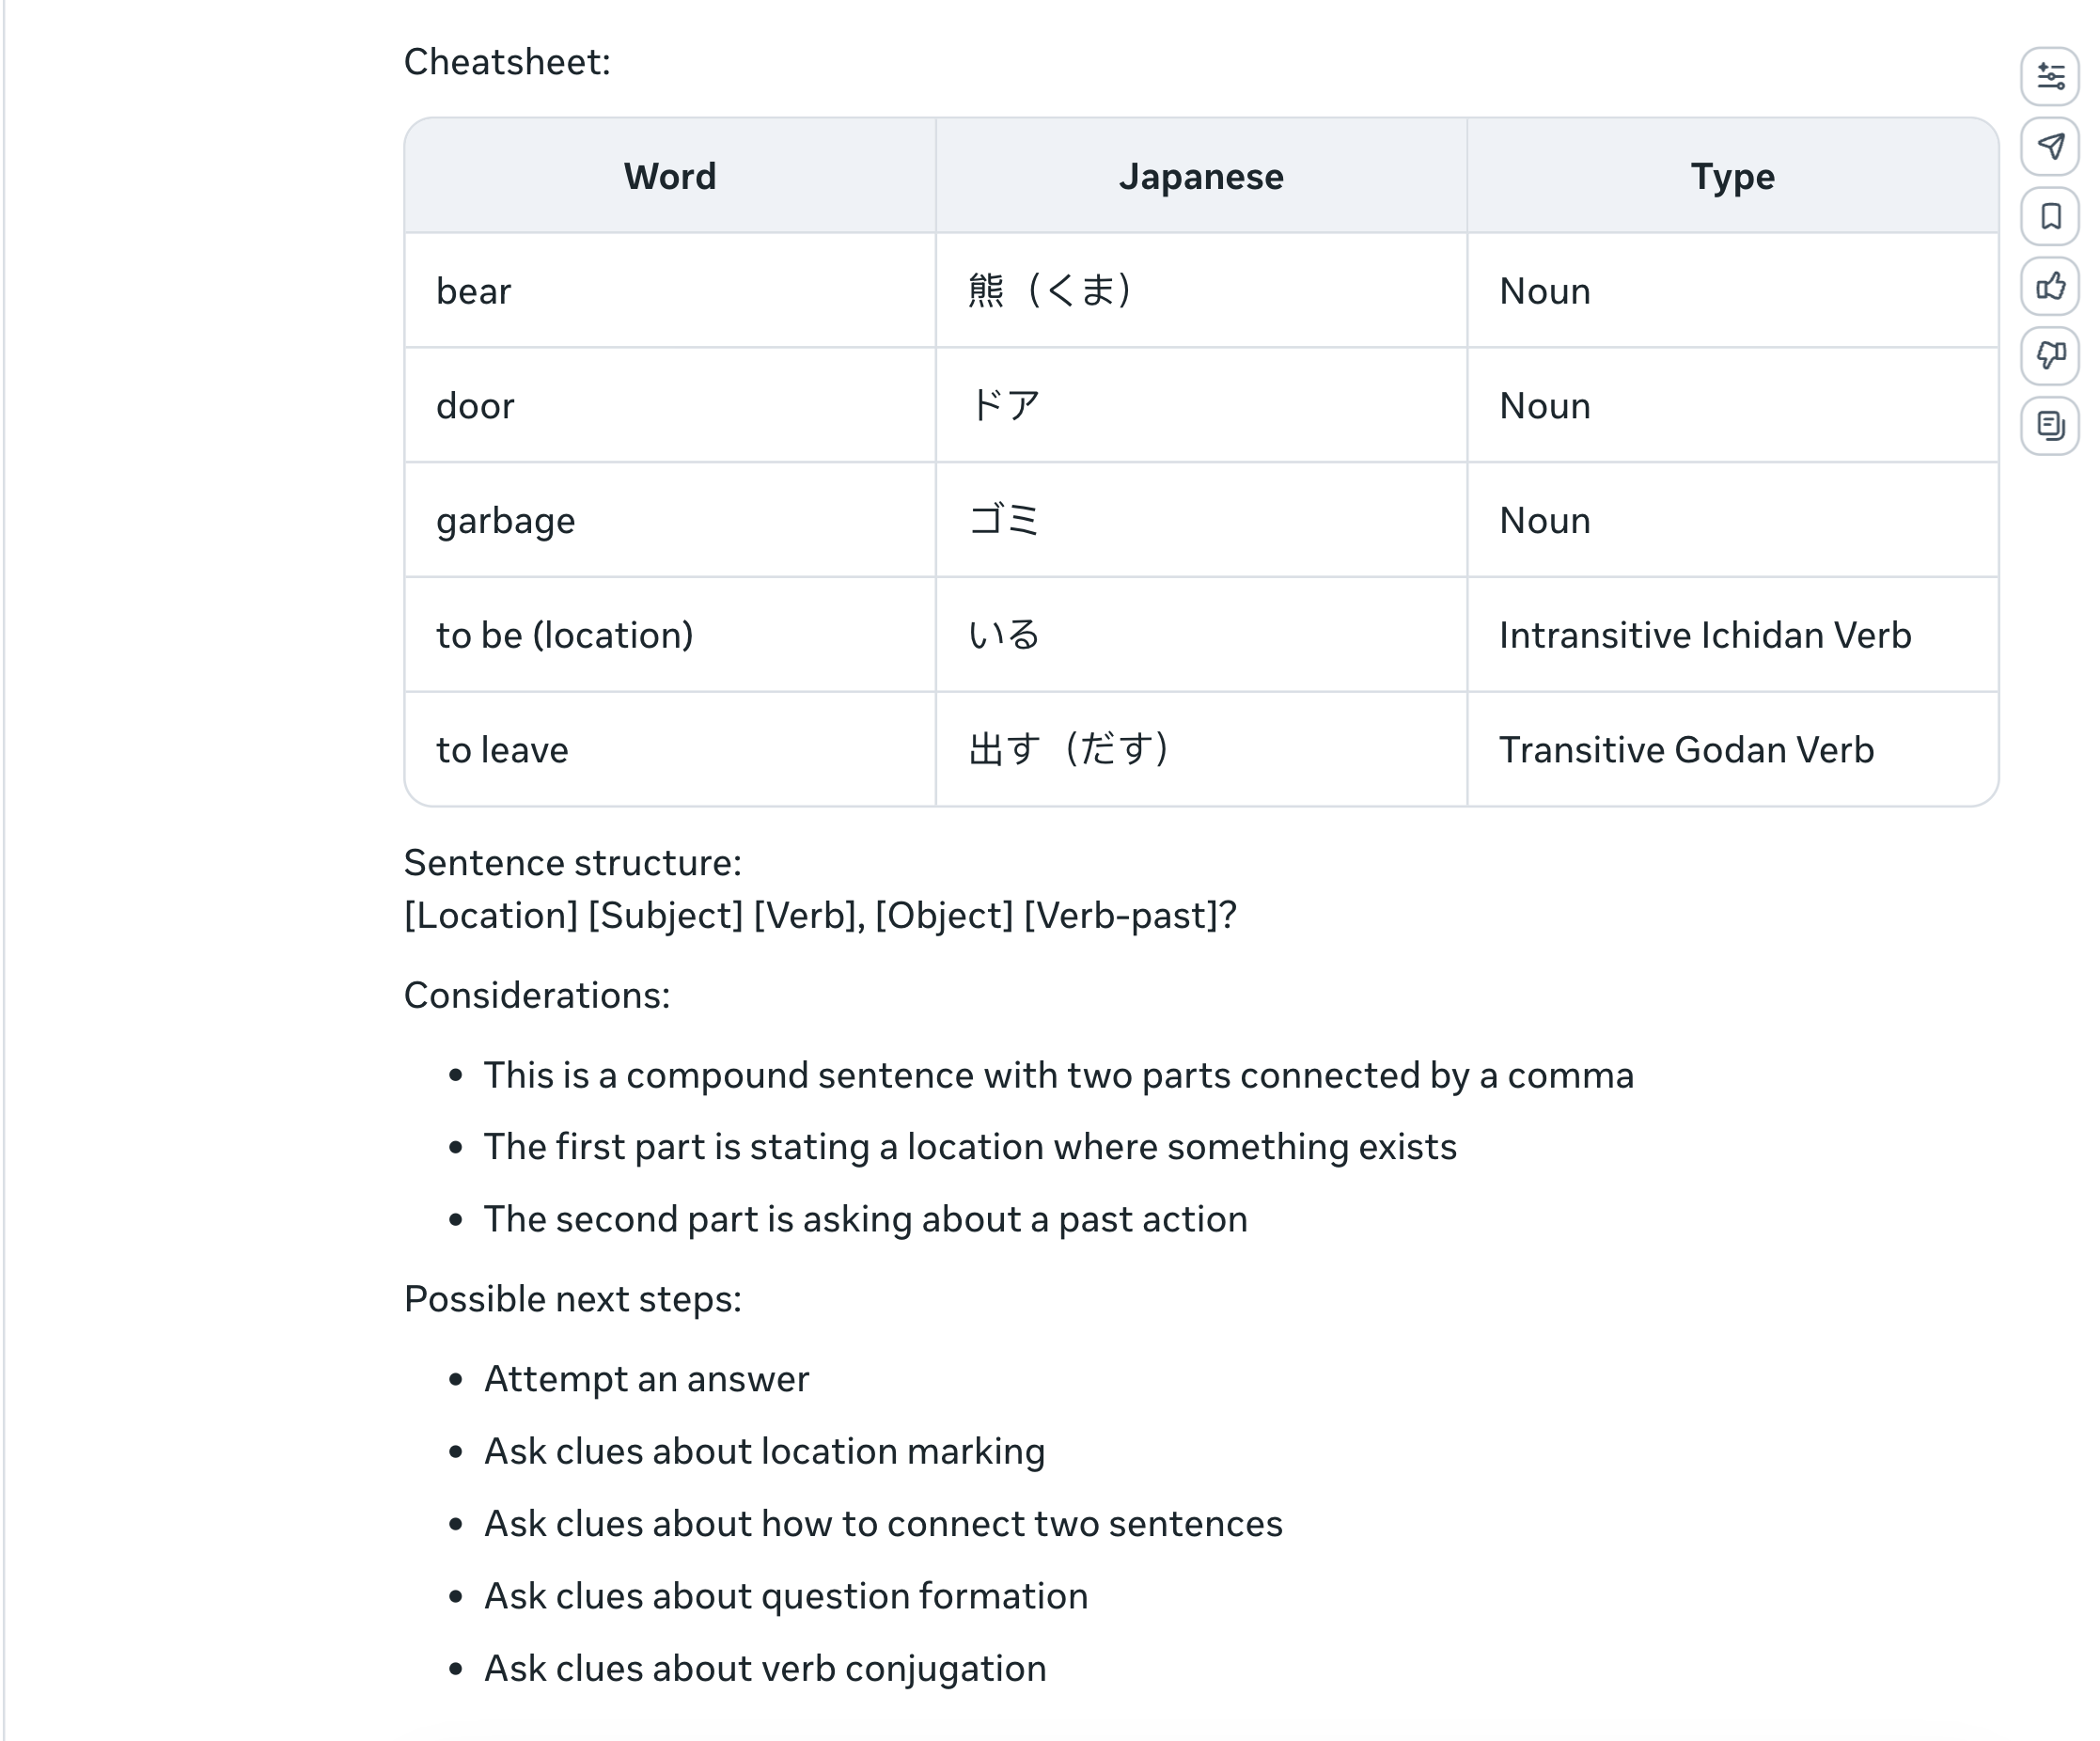 Cheatsheet:
Word Japanese Type
bear 熊（くま） Noun
door ドア Noun
garbage ゴミ Noun
to be (location) いる Intransitive Ichidan Verb
to leave 出す（だす） Transitive Godan Verb
Sentence structure:
[Location] [Subject] [Verb], [Object] [Verb-past]?
Considerations:
• This is a compound sentence with two parts connected by a comma
• The first part is stating a location where something exists
• The second part is asking about a past action
Possible next steps:
• Attempt an answer
• Ask clues about location marking
• Ask clues about how to connect two sentences
• Ask clues about question formation
• Ask clues about verb conjugation